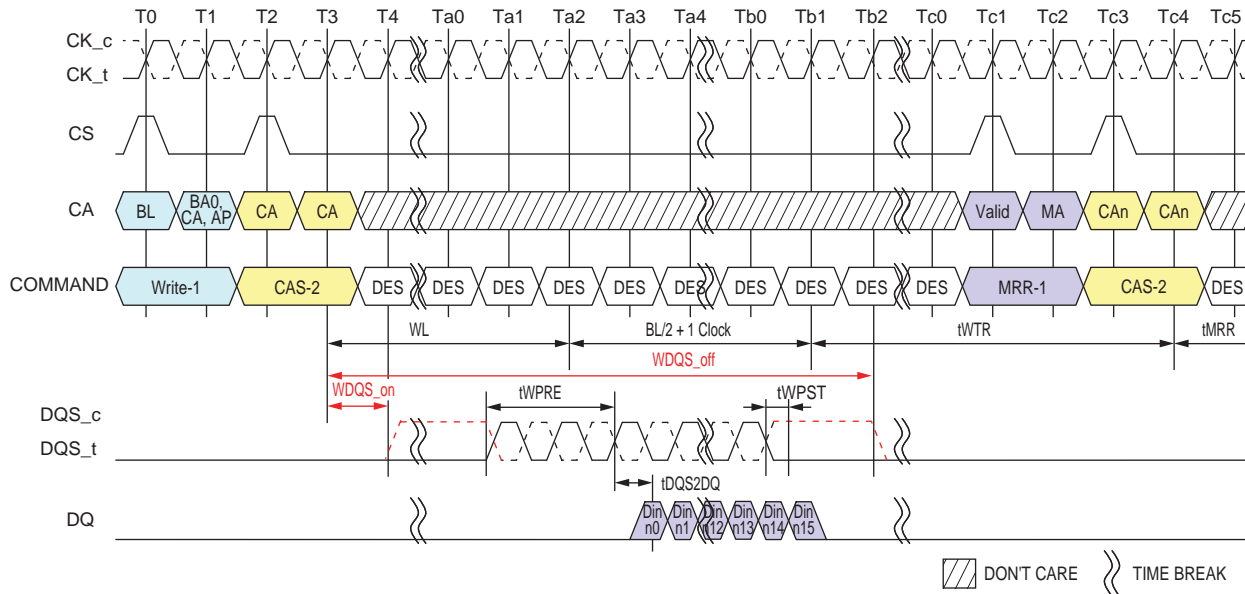 T0 T1 T2 T3 T4 Ta0 Ta1 Ta2 Ta3 Ta4 Tb0 Tb1 Tb2 Tc0 Tc1 Tc2 Tc3 Tc4 Tc5
CK_c
CK_t
CS
CA BL BA0, CA, AP CA CA Valid MA CAn CAn
COMMAND Write-1 CAS-2 DES DES DES DES DES DES DES DES DES DES MRR-1 CAS-2 DES
WL BL/2 + 1 Clock tWTR tMRR
WDQS_off
WDQS_on tWPRE tWPST
DQS_c
DQS_t
tDQS2DQ
DQ Din n0 Din n1 Din n12 Din n13 Din n14 Din n15
DON'T CARE TIME BREAK